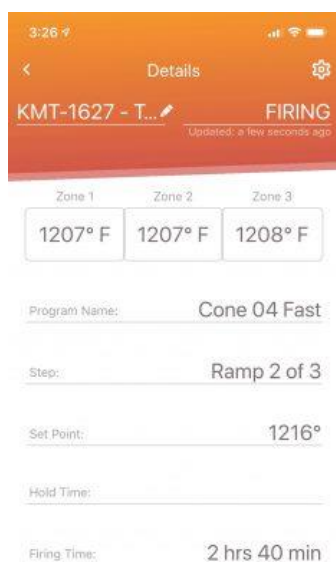 3:26
Details
KMT-1627 - T...
FIRING
Updated: a few seconds ago
Zone 1 Zone 2 Zone 3
1207° F 1207° F 1208° F
Program Name: Cone 04 Fast
Step: Ramp 2 of 3
Set Point: 1216°
Hold Time:
Firing Time: 2 hrs 40 min